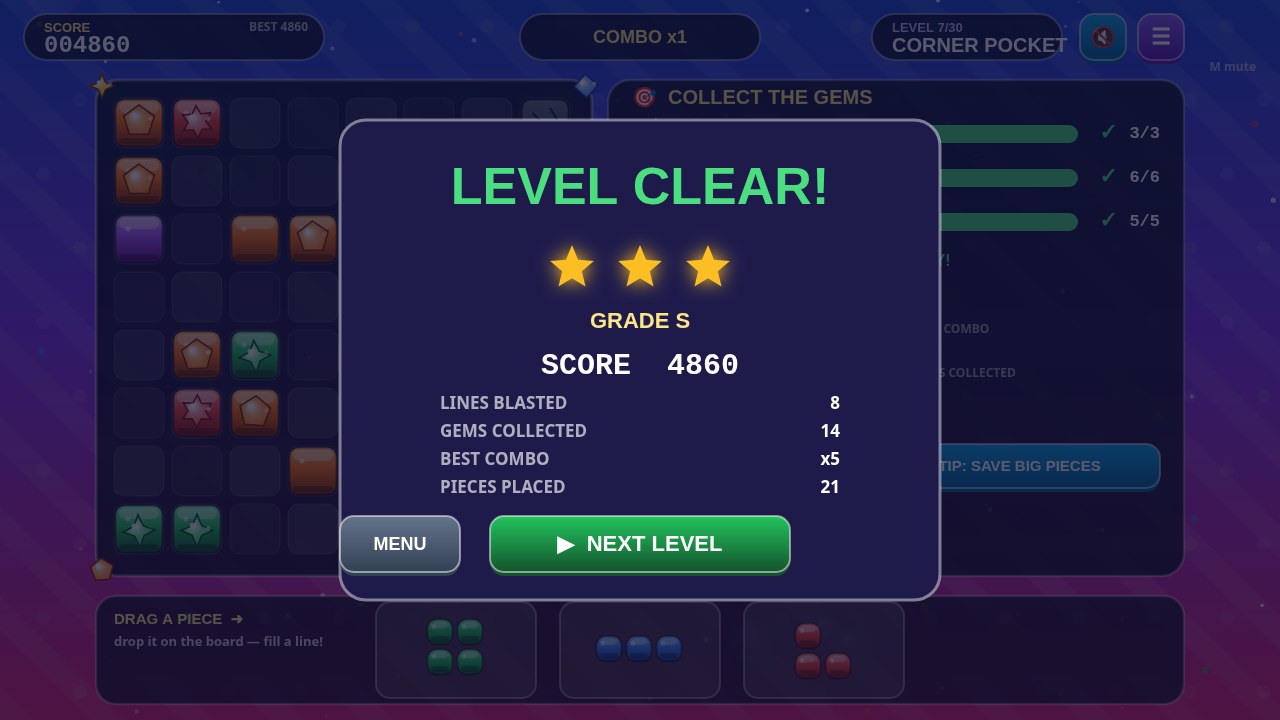 SCORE
004860
BEST 4860
COMBO x1
LEVEL 7/30
CORNER POCKET
M mute
COLLECT THE GEMS
✓ 3/3
✓ 6/6
✓ 5/5
LEVEL CLEAR!
GRADE S
SCORE 4860
LINES BLASTED 8
GEMS COLLECTED 14
BEST COMBO x5
PIECES PLACED 21
MENU
▶ NEXT LEVEL
COMBO
COLLECTED
TIP: SAVE BIG PIECES
DRAG A PIECE ➜
drop it on the board — fill a line!